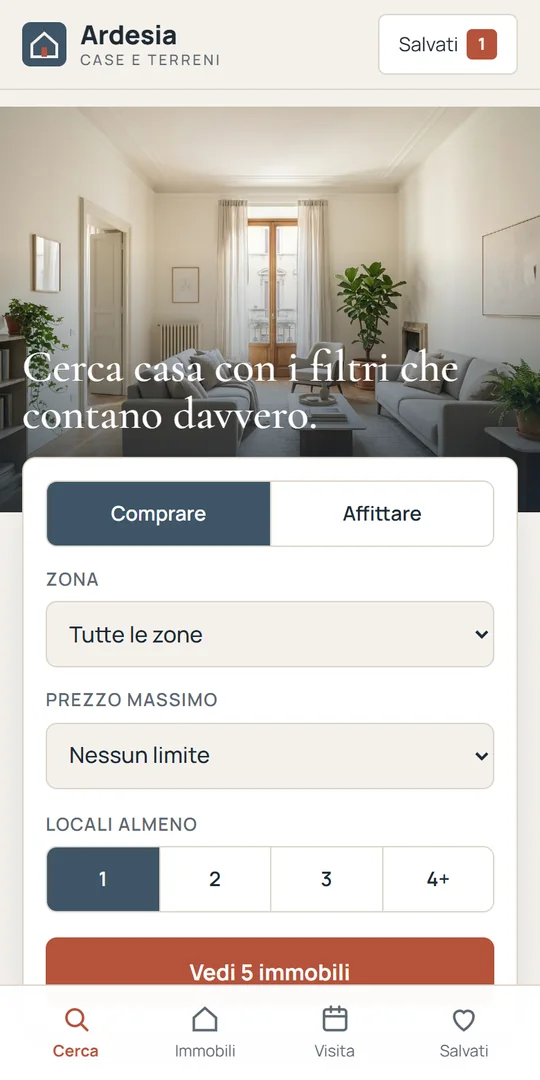 Ardesia
CASE E TERRENI
Salvati 1
Cerca casa con i filtri che
contano davvero.
Comprare
Affittare
ZONA
Tutte le zone
PREZZO MASSIMO
Nessun limite
LOCALI ALMENO
1
2
3
4+
Vedi 5 immobili
Cerca
Immobili
Visita
Salvati